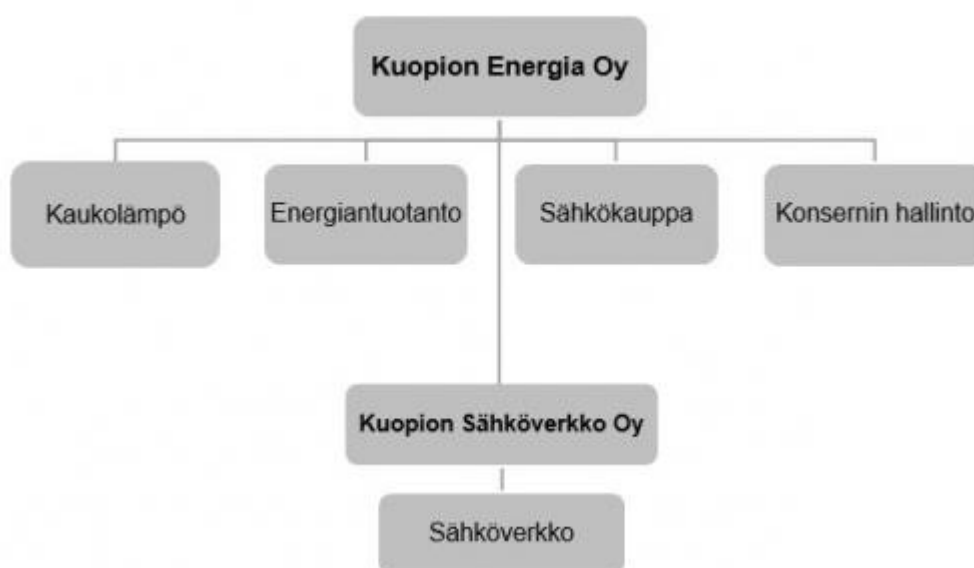 Kuopion Energia Oy
Kaukolämpö
Energiantuotanto
Sähkökauppa
Konsernin hallinto
Kuopion Sähköverkko Oy
Sähköverkko